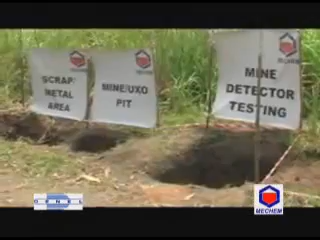 SCRAP/
METAL
AREA
MINE/UXO
PIT
MINE
DETECTOR
TESTING
MECHEM